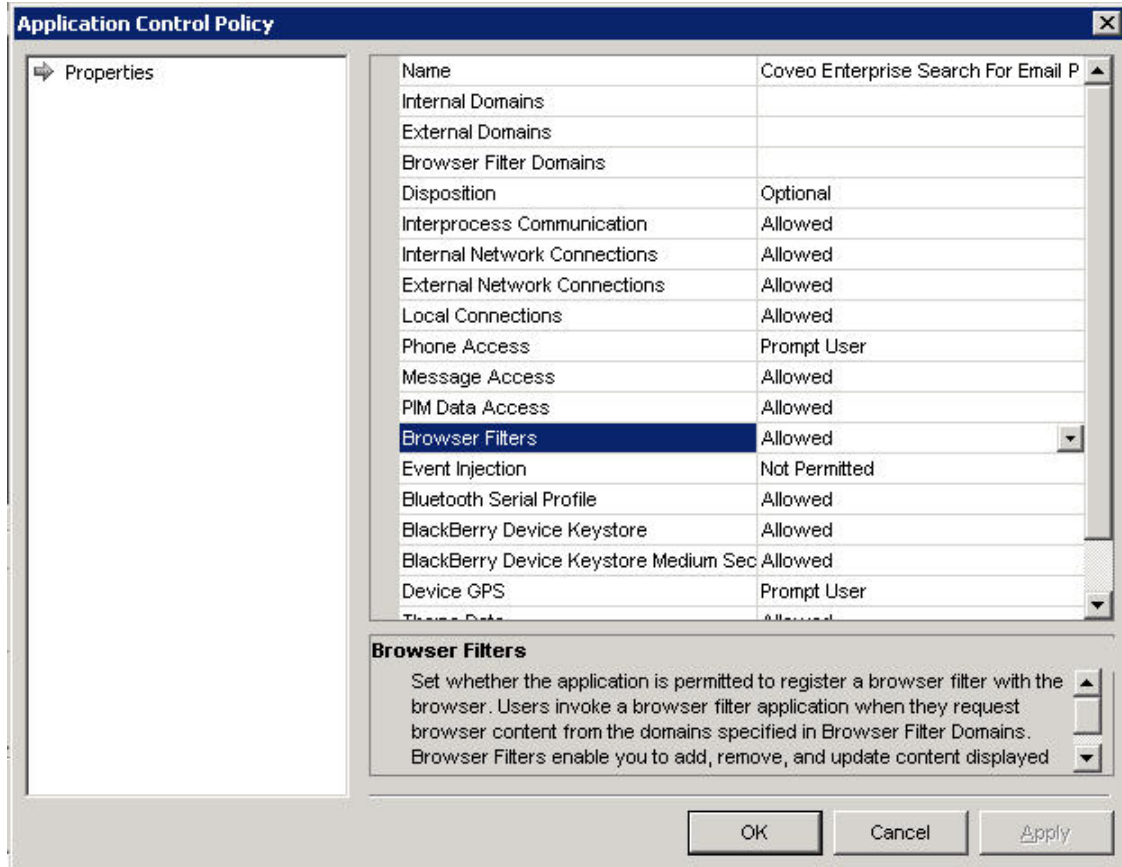 Application Control Policy
Properties
Name Coveo Enterprise Search For Email P
Internal Domains
External Domains
Browser Filter Domains
Disposition Optional
Interprocess Communication Allowed
Internal Network Connections Allowed
External Network Connections Allowed
Local Connections Allowed
Phone Access Prompt User
Message Access Allowed
PIM Data Access Allowed
Browser Filters Allowed
Event Injection Not Permitted
Bluetooth Serial Profile Allowed
BlackBerry Device Keystore Allowed
BlackBerry Device Keystore Medium Sec Allowed
Device GPS Prompt User
Theme Data Allowed
Browser Filters
Set whether the application is permitted to register a browser filter with the
browser. Users invoke a browser filter application when they request
browser content from the domains specified in Browser Filter Domains.
Browser Filters enable you to add, remove, and update content displayed
OK Cancel Apply